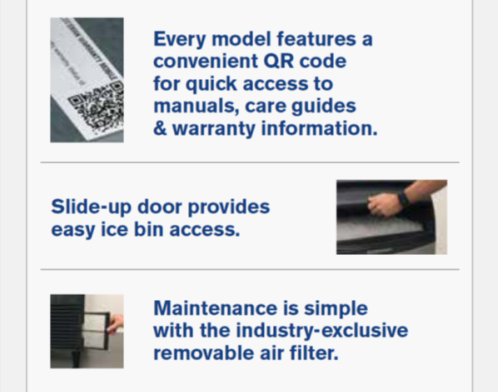 Every model features a
convenient QR code
for quick access to
manuals, care guides
& warranty information.
Slide-up door provides
easy ice bin access.
Maintenance is simple
with the industry-exclusive
removable air filter.